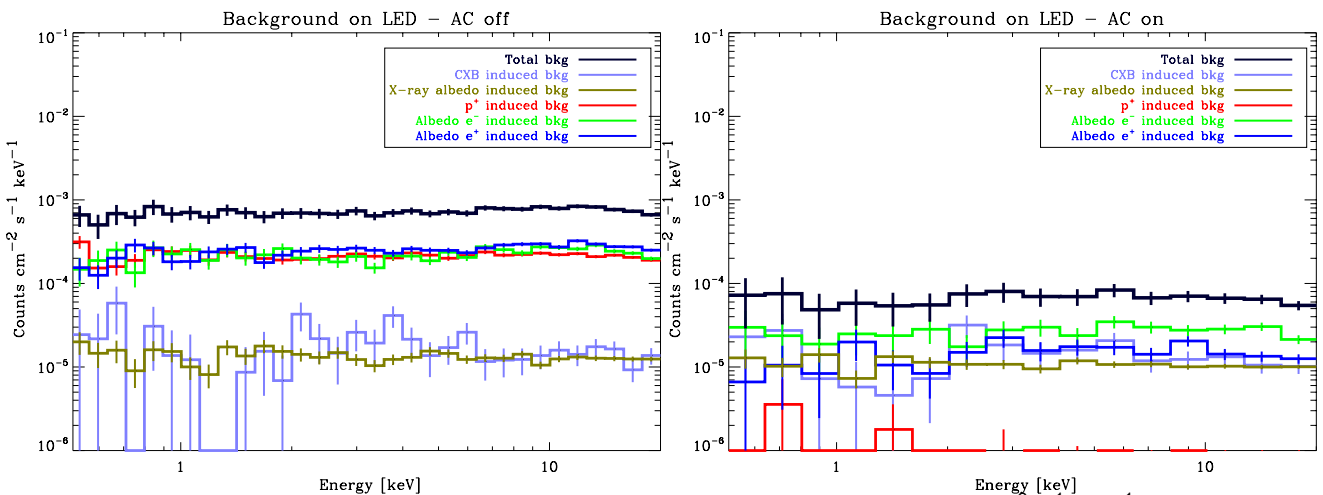 Background on LED – AC off
10⁻¹
10⁻²
10⁻³
10⁻⁴
10⁻⁵
10⁻⁶
Counts cm⁻² s⁻¹ keV⁻¹
Total bkg
CXB induced bkg
X-ray albedo induced bkg
p⁺ induced bkg
Albedo e⁻ induced bkg
Albedo e⁺ induced bkg
1
10
Energy [keV]
Background on LED – AC on
10⁻¹
10⁻²
10⁻³
10⁻⁴
10⁻⁵
10⁻⁶
Counts cm⁻² s⁻¹ keV⁻¹
Total bkg
CXB induced bkg
X-ray albedo induced bkg
p⁺ induced bkg
Albedo e⁻ induced bkg
Albedo e⁺ induced bkg
1
10
Energy [keV]